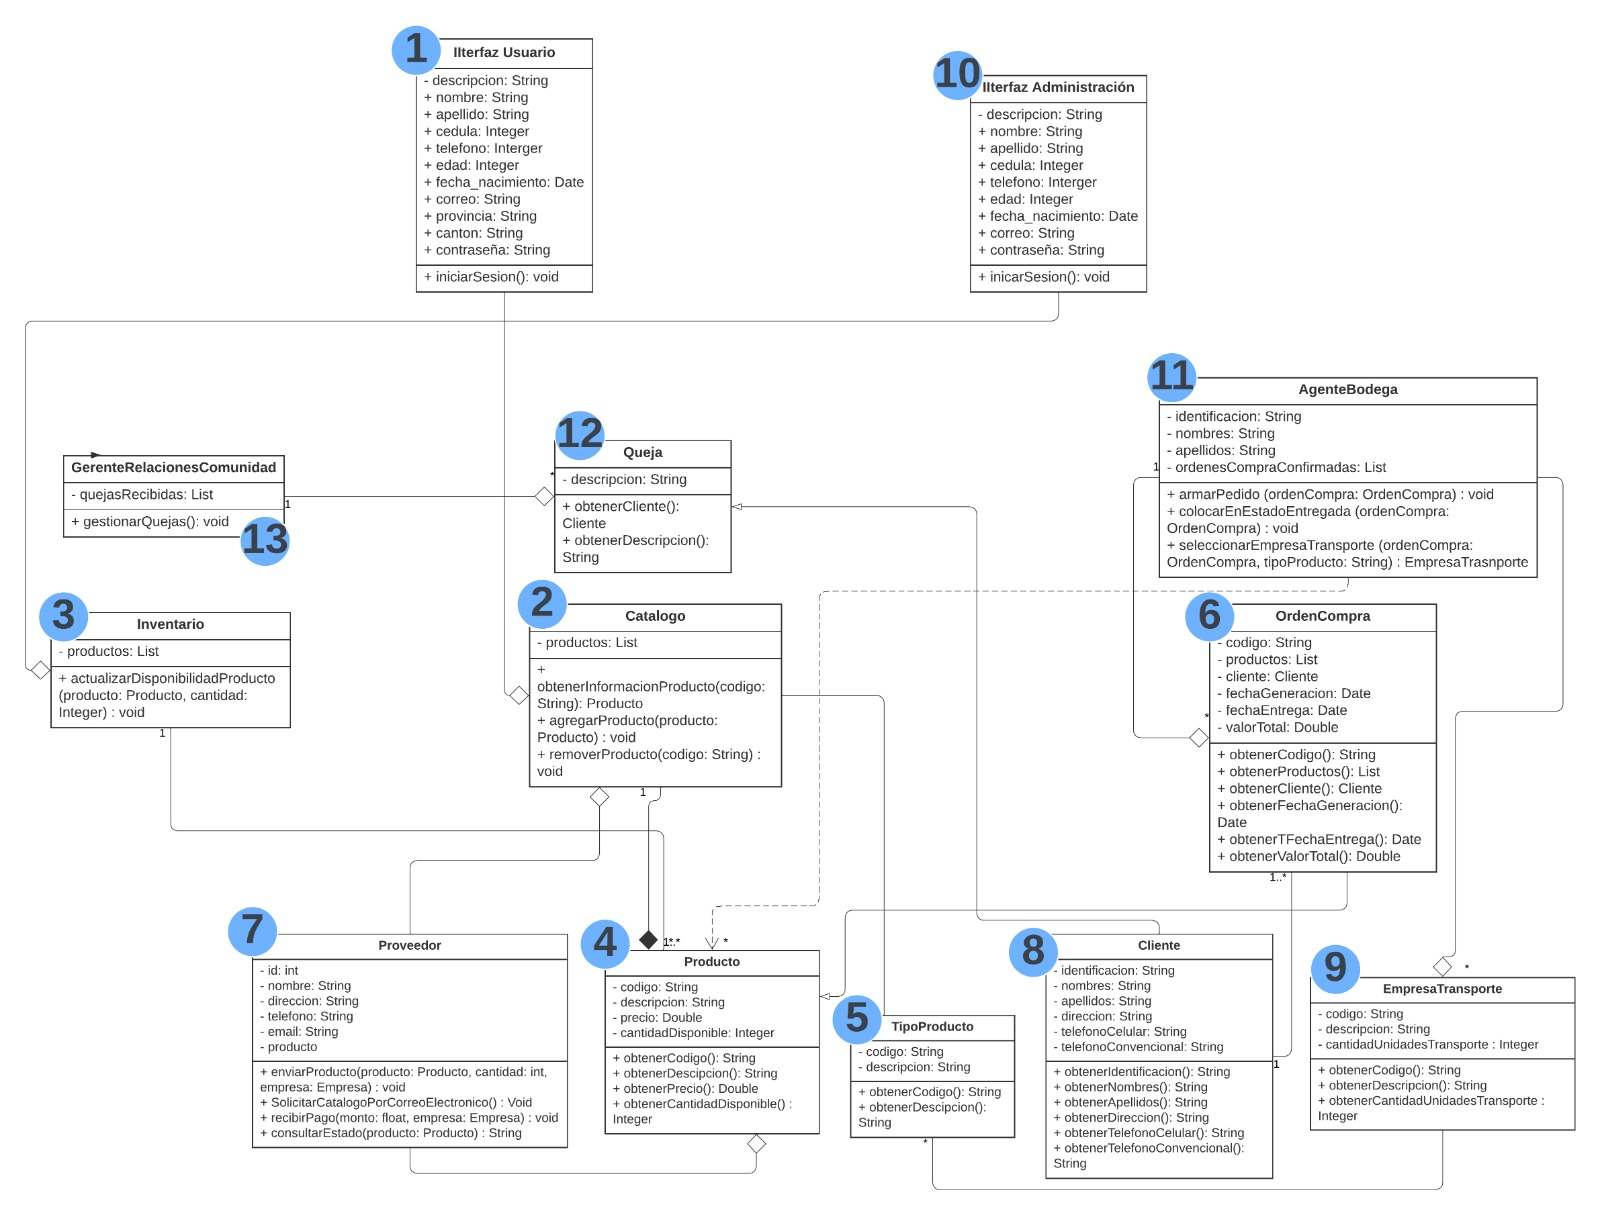 1
IIterfaz Usuario
- descripcion: String
+ nombre: String
+ apellido: String
+ cedula: Integer
+ telefono: Interger
+ edad: Integer
+ fecha_nacimiento: Date
+ correo: String
+ provincia: String
+ canton: String
+ contraseña: String
+ iniciarSesion(): void
10
IIterfaz Administración
- descripcion: String
+ nombre: String
+ apellido: String
+ cedula: Integer
+ telefono: Interger
+ edad: Integer
+ fecha_nacimiento: Date
+ correo: String
+ contraseña: String
+ inicarSesion(): void
11
AgenteBodega
- identificacion: String
- nombres: String
- apellidos: String
- ordenesCompraConfirmadas: List
+ armarPedido (ordenCompra: OrdenCompra) : void
+ colocarEnEstadoEntregada (ordenCompra:
OrdenCompra) : void
+ seleccionarEmpresaTransporte (ordenCompra:
OrdenCompra, tipoProducto: String) : EmpresaTrasnporte
1
12
Queja
- descripcion: String
+ obtenerCliente():
Cliente
+ obtenerDescripcion():
String
*
GerenteRelacionesComunidad
- quejasRecibidas: List
+ gestionarQuejas(): void
1
13
3
Inventario
- productos: List
+ actualizarDisponibilidadProducto
(producto: Producto, cantidad:
Integer) : void
1
2
Catalogo
- productos: List
+
obtenerInformacionProducto(codigo:
String): Producto
+ agregarProducto(producto:
Producto) : void
+ removerProducto(codigo: String) :
void
1
6
OrdenCompra
- codigo: String
- productos: List
- cliente: Cliente
- fechaGeneracion: Date
- fechaEntrega: Date
- valorTotal: Double
+ obtenerCodigo(): String
+ obtenerProductos(): List
+ obtenerCliente(): Cliente
+ obtenerFechaGeneracion():
Date
+ obtenerTFechaEntrega(): Date
+ obtenerValorTotal(): Double
*
1..*
7
Proveedor
- id: int
- nombre: String
- direccion: String
- telefono: String
- email: String
- producto
+ enviarProducto(producto: Producto, cantidad: int,
empresa: Empresa) : void
+ SolicitarCatalogoPorCorreoElectronico() : Void
+ recibirPago(monto: float, empresa: Empresa) : void
+ consultarEstado(producto: Producto) : String
4
*
Producto
- codigo: String
- descripcion: String
- precio: Double
- cantidadDisponible: Integer
+ obtenerCodigo(): String
+ obtenerDescipcion(): String
+ obtenerPrecio(): Double
+ obtenerCantidadDisponible() :
Integer
5
TipoProducto
- codigo: String
- descripcion: String
+ obtenerCodigo(): String
+ obtenerDescipcion():
String
*
8
Cliente
- identificacion: String
- nombres: String
- apellidos: String
- direccion: String
- telefonoCelular: String
- telefonoConvencional: String
+ obtenerIdentificacion(): String
+ obtenerNombres(): String
+ obtenerApellidos(): String
+ obtenerDireccion(): String
+ obtenerTelefonoCelular(): String
+ obtenerTelefonoConvencional():
String
1
9
*
EmpresaTransporte
- codigo: String
- descripcion: String
- cantidadUnidadesTransporte : Integer
+ obtenerCodigo(): String
+ obtenerDescripcion(): String
+ obtenerCantidadUnidadesTransporte :
Integer